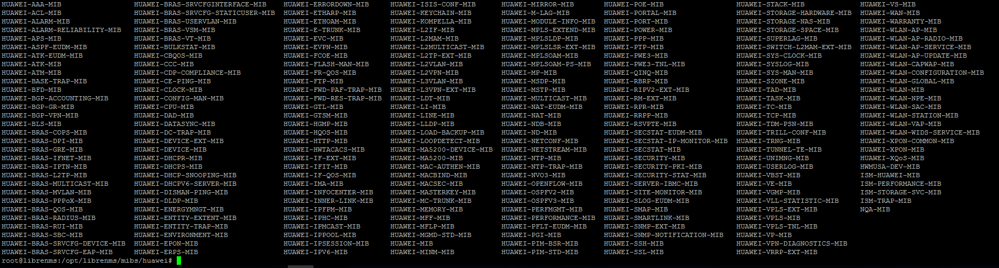 HUAWEI-AAA-MIB HUAWEI-BRAS-SRVCFGINTERFACE-MIB HUAWEI-ERRORDOWN-MIB HUAWEI-ISIS-CONF-MIB HUAWEI-MIRROR-MIB HUAWEI-POE-MIB HUAWEI-STACK-MIB HUAWEI-VS-MIB
HUAWEI-ACL-MIB HUAWEI-BRAS-SRVCFG-STATICUSER-MIB HUAWEI-ETHARP-MIB HUAWEI-KEYCHAIN-MIB HUAWEI-M-LAG-MIB HUAWEI-PORTAL-MIB HUAWEI-STORAGE-HARDWARE-MIB HUAWEI-WAN-MIB
HUAWEI-ALARM-MIB HUAWEI-BRAS-USERVLAN-MIB HUAWEI-ETHOAM-MIB HUAWEI-KOMPELLA-MIB HUAWEI-MODULE-INFO-MIB HUAWEI-PORT-MIB HUAWEI-STORAGE-NAS-MIB HUAWEI-WARRANTY-MIB
HUAWEI-ALARM-RELIABILITY-MIB HUAWEI-BRAS-VSM-MIB HUAWEI-E-TRUNK-MIB HUAWEI-L2IF-MIB HUAWEI-MPLS-EXTEND-MIB HUAWEI-POWER-MIB HUAWEI-STORAGE-SPACE-MIB HUAWEI-WLAN-AP-MIB
HUAWEI-APS-MIB HUAWEI-BRAS-VT-MIB HUAWEI-EVC-MIB HUAWEI-L2MAM-MIB HUAWEI-MPLSLDP-MIB HUAWEI-PPP-MIB HUAWEI-SUPERLAG-MIB HUAWEI-WLAN-AP-RADIO-MIB
HUAWEI-ASPF-EUDM-MIB HUAWEI-BULKSTAT-MIB HUAWEI-EVPN-MIB HUAWEI-L2MULTICAST-MIB HUAWEI-MPLSLSR-EXT-MIB HUAWEI-PTP-MIB HUAWEI-SWITCH-L2MAM-EXT-MIB HUAWEI-WLAN-AP-SERVICE-MIB
HUAWEI-ATK-EUDM-MIB HUAWEI-CBQOS-MIB HUAWEI-FCOE-MIB HUAWEI-L2TP-EXT-MIB HUAWEI-MPLSOAM-MIB HUAWEI-PWE3-MIB HUAWEI-SYS-CLOCK-MIB HUAWEI-WLAN-AP-UPDATE-MIB
HUAWEI-ATK-MIB HUAWEI-CCC-MIB HUAWEI-FLASH-MAN-MIB HUAWEI-L2VLAN-MIB HUAWEI-MPLSOAM-PS-MIB HUAWEI-PWE3-TNL-MIB HUAWEI-SYSLOG-MIB HUAWEI-WLAN-CAPWAP-MIB
HUAWEI-ATM-MIB HUAWEI-CDP-COMPLIANCE-MIB HUAWEI-FR-QOS-MIB HUAWEI-L2VPN-MIB HUAWEI-MP-MIB HUAWEI-QINQ-MIB HUAWEI-SYS-MAN-MIB HUAWEI-WLAN-CONFIGURATION-MIB
HUAWEI-BASE-TRAP-MIB HUAWEI-CE-PING-MIB HUAWEI-FTP-MIB HUAWEI-L3VLAN-MIB HUAWEI-MSDP-MIB HUAWEI-RBRP-MIB HUAWEI-SZONE-MIB HUAWEI-WLAN-GLOBAL-MIB
HUAWEI-BFD-MIB HUAWEI-CLOCK-MIB HUAWEI-FWD-PAF-TRAP-MIB HUAWEI-L3VPN-EXT-MIB HUAWEI-MSTP-MIB HUAWEI-RIPV2-EXT-MIB HUAWEI-TAD-MIB HUAWEI-WLAN-MIB
HUAWEI-BGP-ACCOUNTING-MIB HUAWEI-CONFIG-MAN-MIB HUAWEI-FWD-RES-TRAP-MIB HUAWEI-LDT-MIB HUAWEI-MULTICAST-MIB HUAWEI-RM-EXT-MIB HUAWEI-TASK-MIB HUAWEI-WLAN-NPE-MIB
HUAWEI-BGP-GR-MIB HUAWEI-CPU-MIB HUAWEI-GTL-MIB HUAWEI-LI-MIB HUAWEI-NAT-EUDM-MIB HUAWEI-RPR-MIB HUAWEI-TC-MIB HUAWEI-WLAN-SAC-MIB
HUAWEI-BGP-VPN-MIB HUAWEI-DAD-MIB HUAWEI-GTSM-MIB HUAWEI-LINE-MIB HUAWEI-NAT-MIB HUAWEI-RRPP-MIB HUAWEI-TCP-MIB HUAWEI-WLAN-STATION-MIB
HUAWEI-BLS-MIB HUAWEI-DATASYNC-MIB HUAWEI-HGMP-MIB HUAWEI-LLDP-MIB HUAWEI-NDB-MIB HUAWEI-RSVPTE-MIB HUAWEI-TDM-PSN-MIB HUAWEI-WLAN-VAP-MIB
HUAWEI-BRAS-COPS-MIB HUAWEI-DC-TRAP-MIB HUAWEI-HQOS-MIB HUAWEI-LOAD-BACKUP-MIB HUAWEI-ND-MIB HUAWEI-SECSTAT-EUDM-MIB HUAWEI-TRILL-CONF-MIB HUAWEI-WLAN-WIDS-SERVICE-MIB
HUAWEI-BRAS-DPI-MIB HUAWEI-DEVICE-EXT-MIB HUAWEI-HTTP-MIB HUAWEI-LOOPDETECT-MIB HUAWEI-NETCONF-MIB HUAWEI-SECSTAT-IP-MONITOR-MIB HUAWEI-TRNG-MIB HUAWEI-XPON-COMMON-MIB
HUAWEI-BRAS-GRE-MIB HUAWEI-DEVICE-MIB HUAWEI-HWTACACS-MIB HUAWEI-MA5200-DEVICE-MIB HUAWEI-NETSTREAM-MIB HUAWEI-SECSTAT-MIB HUAWEI-TUNNEL-TE-MIB HUAWEI-XPON-MIB
HUAWEI-BRAS-IFNET-MIB HUAWEI-DHCPR-MIB HUAWEI-IF-EXT-MIB HUAWEI-MA5200-MIB HUAWEI-NTP-MIB HUAWEI-SECURITY-MIB HUAWEI-UNIMNG-MIB HUAWEI-XQoS-MIB
HUAWEI-BRAS-IPTN-MIB HUAWEI-DHCPS-MIB HUAWEI-IFIT-MIB HUAWEI-MAC-AUTHEN-MIB HUAWEI-NTP-TRAP-MIB HUAWEI-SECURITY-PKI-MIB HUAWEI-USERLOG-MIB HWMUSA-DEV-MIB
HUAWEI-BRAS-L2TP-MIB HUAWEI-DHCP-SNOOPING-MIB HUAWEI-IF-QOS-MIB HUAWEI-MACBIND-MIB HUAWEI-NVO3-MIB HUAWEI-SECURITY-STAT-MIB HUAWEI-VBST-MIB ISM-HUAWEI-MIB
HUAWEI-BRAS-MULTICAST-MIB HUAWEI-DHCPV6-SERVER-MIB HUAWEI-IMA-MIB HUAWEI-MACSEC-MIB HUAWEI-OPENFLOW-MIB HUAWEI-SERVER-IBMC-MIB HUAWEI-VE-MIB ISM-PERFORMANCE-MIB
HUAWEI-BRAS-MVLAN-MIB HUAWEI-DISMAN-PING-MIB HUAWEI-INFOCENTER-MIB HUAWEI-MASTERKEY-MIB HUAWEI-OSPFV2-MIB HUAWEI-SITE-MONITOR-MIB HUAWEI-VGMP-MIB ISM-STORAGE-SVC-MIB
HUAWEI-BRAS-PPPoX-MIB HUAWEI-DLDP-MIB HUAWEI-INNER-LINK-MIB HUAWEI-MC-TRUNK-MIB HUAWEI-OSPFV3-MIB HUAWEI-SLOG-EUDM-MIB HUAWEI-VLL-STATISTIC-MIB ISM-TRAP-MIB
HUAWEI-BRAS-QOS-MIB HUAWEI-ENERGYMNGT-MIB HUAWEI-IPFPM-MIB HUAWEI-MEMORY-MIB HUAWEI-PERFMGMT-MIB HUAWEI-SMAP-MIB HUAWEI-VPLS-EXT-MIB NQA-MIB
HUAWEI-BRAS-RADIUS-MIB HUAWEI-ENTITY-EXTENT-MIB HUAWEI-IPHC-MIB HUAWEI-MFF-MIB HUAWEI-PERFORMANCE-MIB HUAWEI-SMARTLINK-MIB HUAWEI-VPLS-MIB
HUAWEI-BRAS-RUI-MIB HUAWEI-ENTITY-TRAP-MIB HUAWEI-IPMCAST-MIB HUAWEI-MFLP-MIB HUAWEI-PFLT-EUDM-MIB HUAWEI-SNMP-EXT-MIB HUAWEI-VPLS-TNL-MIB
HUAWEI-BRAS-SBC-MIB HUAWEI-ENVIRONMENT-MIB HUAWEI-IPPOOL-MIB HUAWEI-MGMD-STD-MIB HUAWEI-PGI-MIB HUAWEI-SNMP-NOTIFICATION-MIB HUAWEI-VP-MIB
HUAWEI-BRAS-SRVCFG-DEVICE-MIB HUAWEI-EPON-MIB HUAWEI-IPSESSION-MIB HUAWEI-MIB HUAWEI-PIM-BSR-MIB HUAWEI-SSH-MIB HUAWEI-VPN-DIAGNOSTICS-MIB
HUAWEI-BRAS-SRVCFG-EAP-MIB HUAWEI-ERPS-MIB HUAWEI-IPV6-MIB HUAWEI-MINM-MIB HUAWEI-PIM-STD-MIB HUAWEI-SSL-MIB HUAWEI-VRRP-EXT-MIB
root@librenms:/opt/librenms/mibs/huawei#